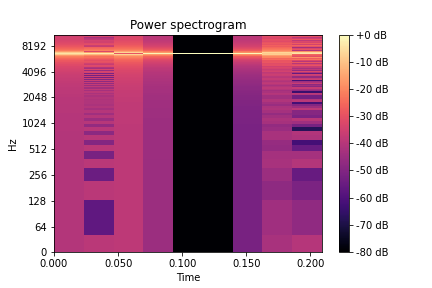 Power spectrogram
8192
4096
2048
1024
512
256
128
64
0
Hz
0.000 0.050 0.100 0.150 0.200
Time
+0 dB
-10 dB
-20 dB
-30 dB
-40 dB
-50 dB
-60 dB
-70 dB
-80 dB